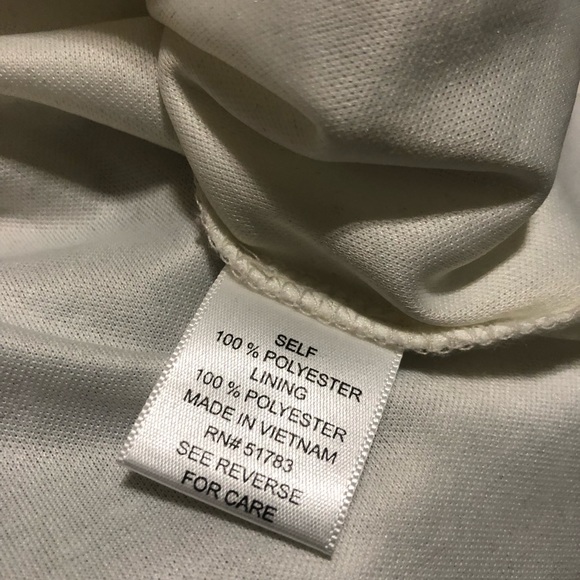 SELF
100 % POLYESTER
LINING
100 % POLYESTER
MADE IN VIETNAM
RN# 51783
SEE REVERSE
FOR CARE